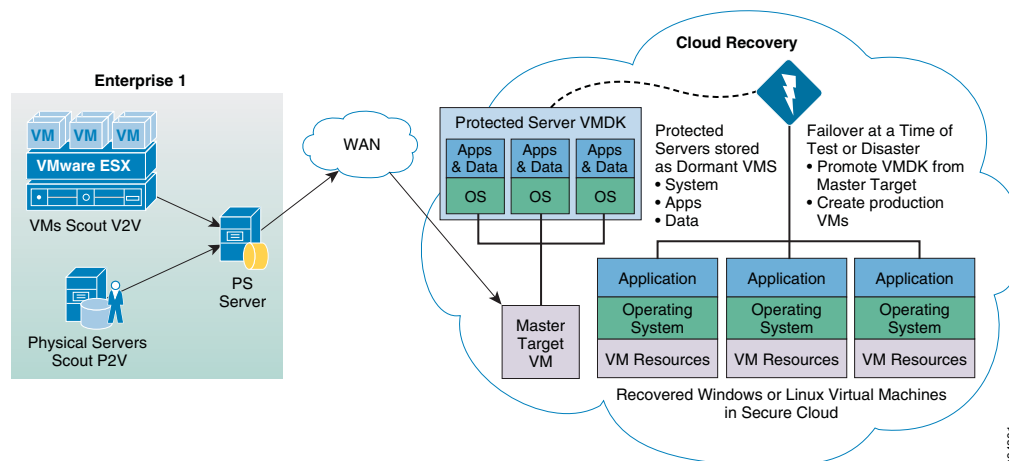 Enterprise 1
VM
VM
VM
VMware ESX
VMs Scout V2V
Physical Servers
Scout P2V
PS
Server
WAN
Cloud Recovery
Protected Server VMDK
Apps
& Data
Apps
& Data
Apps
& Data
OS
OS
OS
Master
Target
VM
Protected
Servers stored
as Dormant VMS
• System
• Apps
• Data
Failover at a Time of
Test or Disaster
• Promote VMDK from
Master Target
• Create production
VMs
Application
Operating
System
VM Resources
Application
Operating
System
VM Resources
Application
Operating
System
VM Resources
Recovered Windows or Linux Virtual Machines
in Secure Cloud